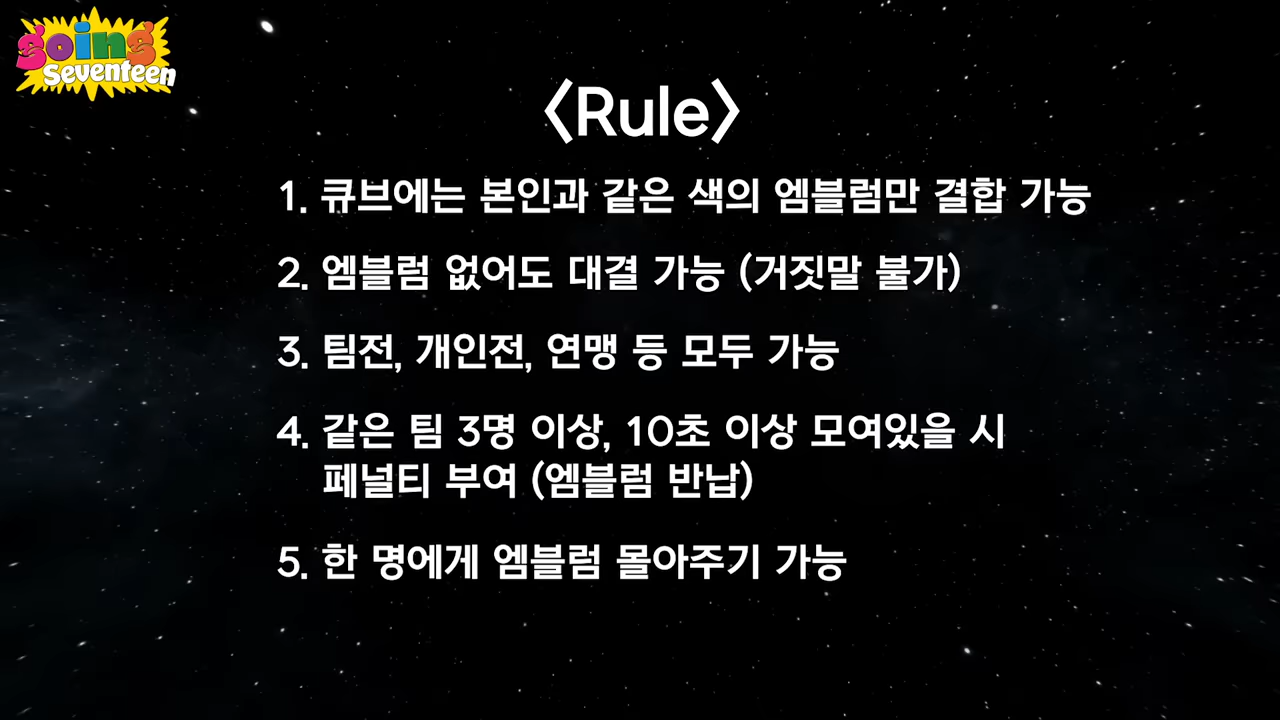 going
seventeen
〈Rule〉
1. 큐브에는 본인과 같은 색의 엠블럼만 결합 가능
2. 엠블럼 없어도 대결 가능 (거짓말 불가)
3. 팀전, 개인전, 연맹 등 모두 가능
4. 같은 팀 3명 이상, 10초 이상 모여있을 시
페널티 부여 (엠블럼 반납)
5. 한 명에게 엠블럼 몰아주기 가능